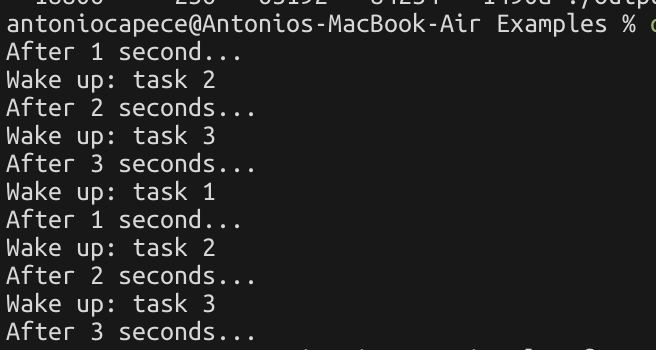 antoniocapece@Antonios-MacBook-Air Examples %
After 1 second...
Wake up: task 2
After 2 seconds...
Wake up: task 3
After 3 seconds...
Wake up: task 1
After 1 second...
Wake up: task 2
After 2 seconds...
Wake up: task 3
After 3 seconds...